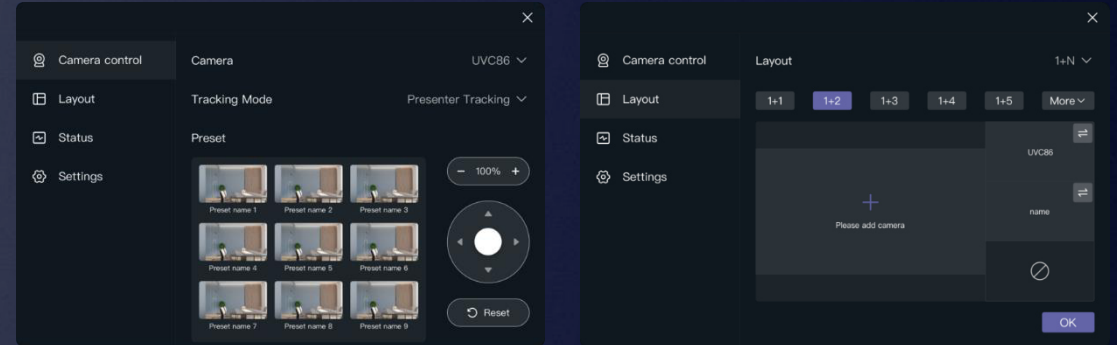 Camera control
Layout
Status
Settings
Camera UVC86
Tracking Mode Presenter Tracking
Preset
Preset name 1 Preset name 2 Preset name 3
Preset name 4 Preset name 5 Preset name 6
Preset name 7 Preset name 8 Preset name 9
− 100% +
Reset
Camera control
Layout
Status
Settings
Layout 1+N
1+1 1+2 1+3 1+4 1+5 More
Please add camera
UVC86
name
OK